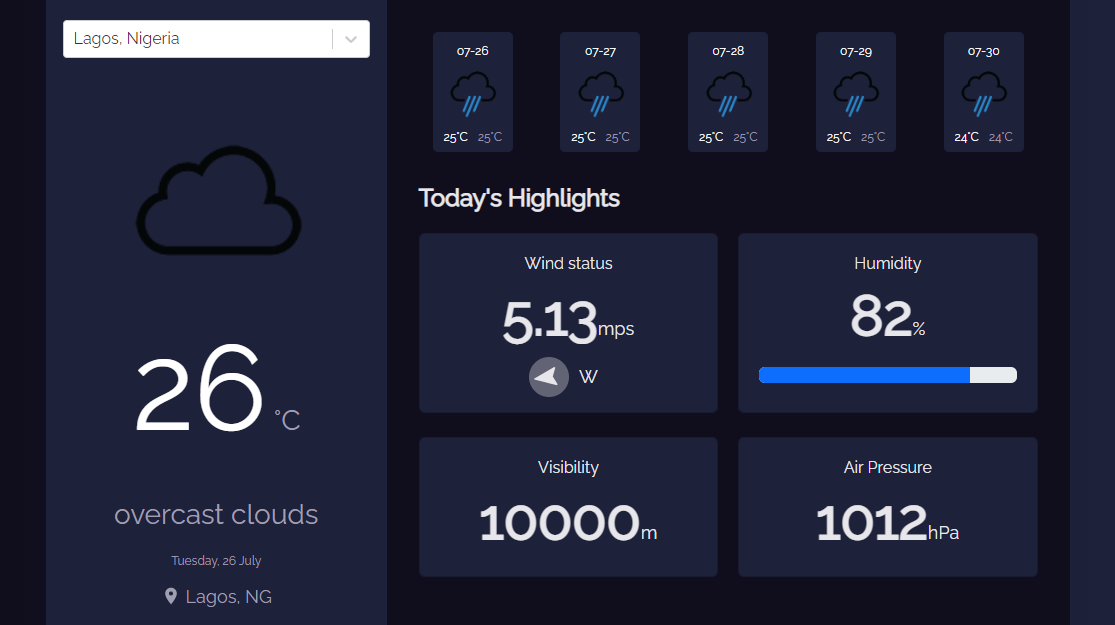 Lagos, Nigeria
26 °C
overcast clouds
Tuesday, 26 July
Lagos, NG
07-26
25°C 25°C
07-27
25°C 25°C
07-28
25°C 25°C
07-29
25°C 25°C
07-30
24°C 24°C
Today's Highlights
Wind status
5.13mps
W
Humidity
82%
Visibility
10000m
Air Pressure
1012hPa